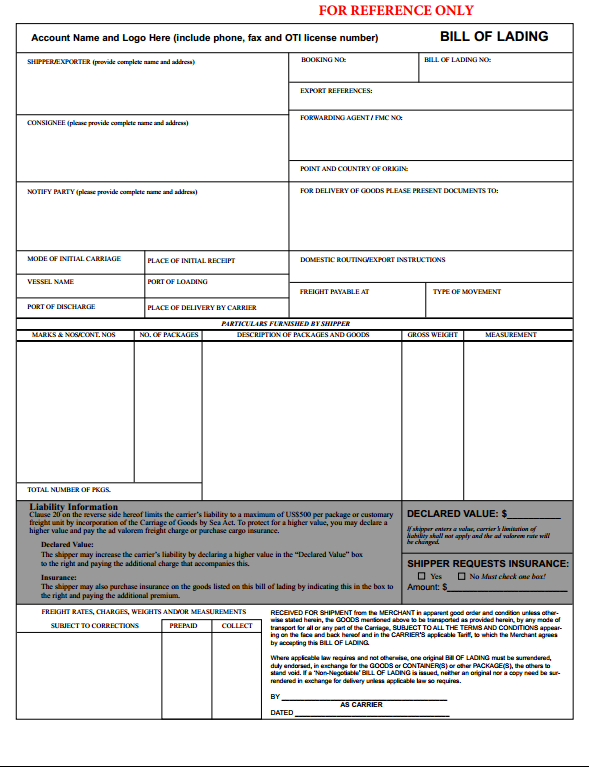 FOR REFERENCE ONLY
Account Name and Logo Here (include phone, fax and OTI license number)
BILL OF LADING
SHIPPER/EXPORTER (provide complete name and address)
BOOKING NO:
BILL OF LADING NO:
EXPORT REFERENCES:
CONSIGNEE (please provide complete name and address)
FORWARDING AGENT / FMC NO:
POINT AND COUNTRY OF ORIGIN:
NOTIFY PARTY (please provide complete name and address)
FOR DELIVERY OF GOODS PLEASE PRESENT DOCUMENTS TO:
MODE OF INITIAL CARRIAGE
PLACE OF INITIAL RECEIPT
DOMESTIC ROUTING/EXPORT INSTRUCTIONS
VESSEL NAME
PORT OF LOADING
FREIGHT PAYABLE AT
TYPE OF MOVEMENT
PORT OF DISCHARGE
PLACE OF DELIVERY BY CARRIER
PARTICULARS FURNISHED BY SHIPPER
MARKS & NOS/CONT, NOS
NO. OF PACKAGES
DESCRIPTION OF PACKAGES AND GOODS
GROSS WEIGHT
MEASUREMENT
TOTAL NUMBER OF PKGS.
Liability Information
Clause 20 on the reverse side hereof limits the carrier's liability to a maximum of US$500 per package or customary
freight unit by incorporation of the Carriage of Goods by Sea Act. To protect for a higher value, you may declare a
higher value and pay the ad valorem freight charge or purchase cargo insurance.
Declared Value:
The shipper may increase the carrier's liability by declaring a higher value in the "Declared Value" box
to the right and paying the additional charge that accompanies this.
Insurance:
The shipper may also purchase insurance on the goods listed on this bill of lading by indicating this in the box to
the right and paying the additional premium.
DECLARED VALUE: $
If shipper enters a value, carrier's limitation of
liability shall not apply and the ad valorem rate will
be changed.
SHIPPER REQUESTS INSURANCE:
Yes No Must check one box!
Amount: $
FREIGHT RATES, CHARGES, WEIGHTS AND/OR MEASUREMENTS
SUBJECT TO CORRECTIONS
PREPAID
COLLECT
RECEIVED FOR SHIPMENT from the MERCHANT in apparent good order and condition unless other-
wise stated herein, the GOODS mentioned above to be transported as provided herein, by any mode of
transport for all or any part of the Carriage, SUBJECT TO ALL THE TERMS AND CONDITIONS appear-
ing on the face and back hereof and in the CARRIER'S applicable Tariff, to which the Merchant agrees
by accepting this BILL OF LADING.
Where applicable law requires and not otherwise, one original Bill OF LADING must be surrendered,
duly endorsed, in exchange for the GOODS or CONTAINER(S) or other PACKAGE(S), the others to
stand void. If a 'Non-Negotiable' BILL OF LADING is issued, neither an original nor a copy need be sur-
rendered in exchange for delivery unless applicable law so requires.
BY
AS CARRIER
DATED